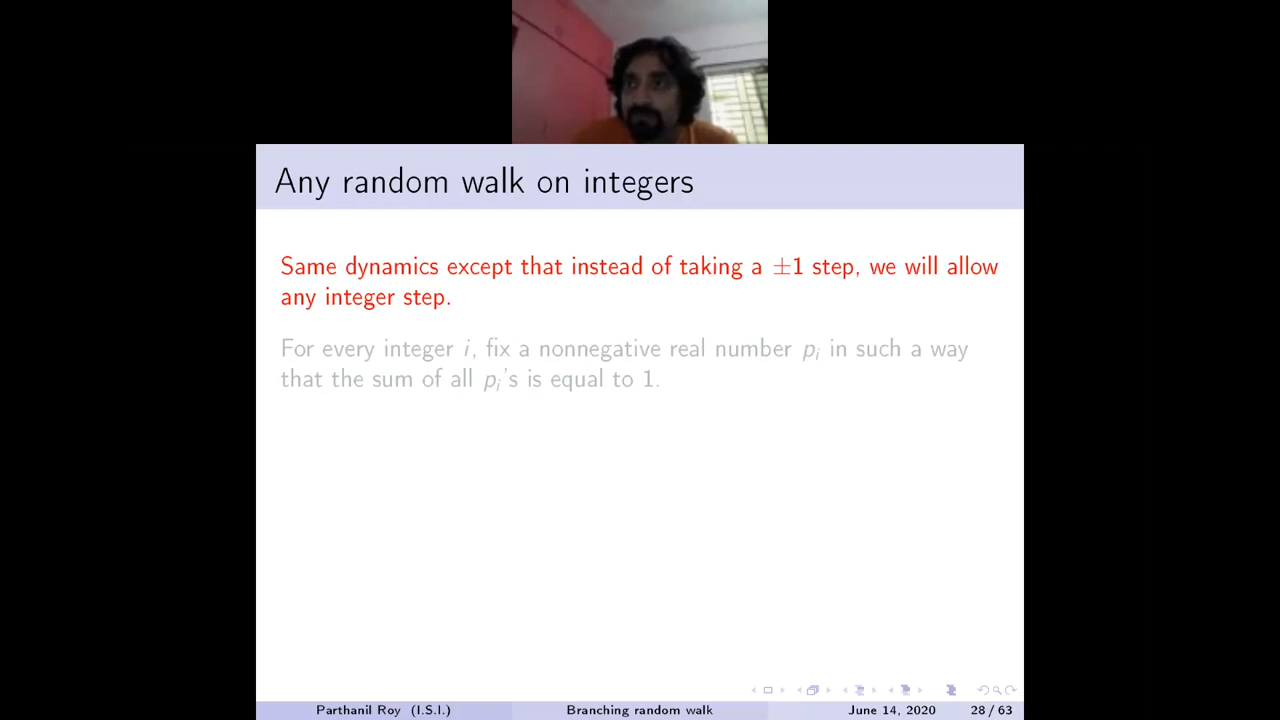 Any random walk on integers
Same dynamics except that instead of taking a ±1 step, we will allow
any integer step.
For every integer i, fix a nonnegative real number pᵢ in such a way
that the sum of all pᵢ's is equal to 1.
Parthanil Roy (I.S.I.) Branching random walk June 14, 2020 28 / 63